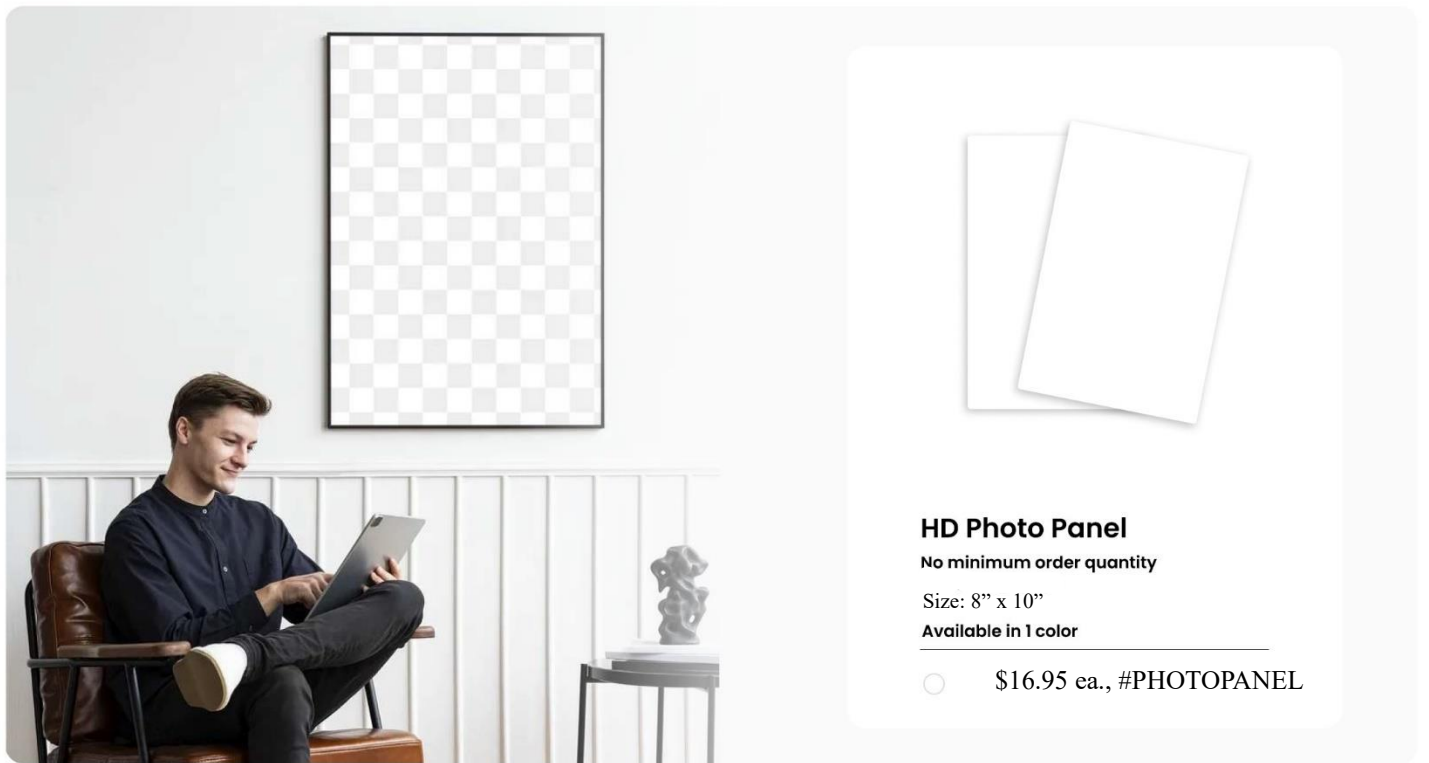 HD Photo Panel
No minimum order quantity
Size: 8” x 10”
Available in 1 color
$16.95 ea., #PHOTOPANEL